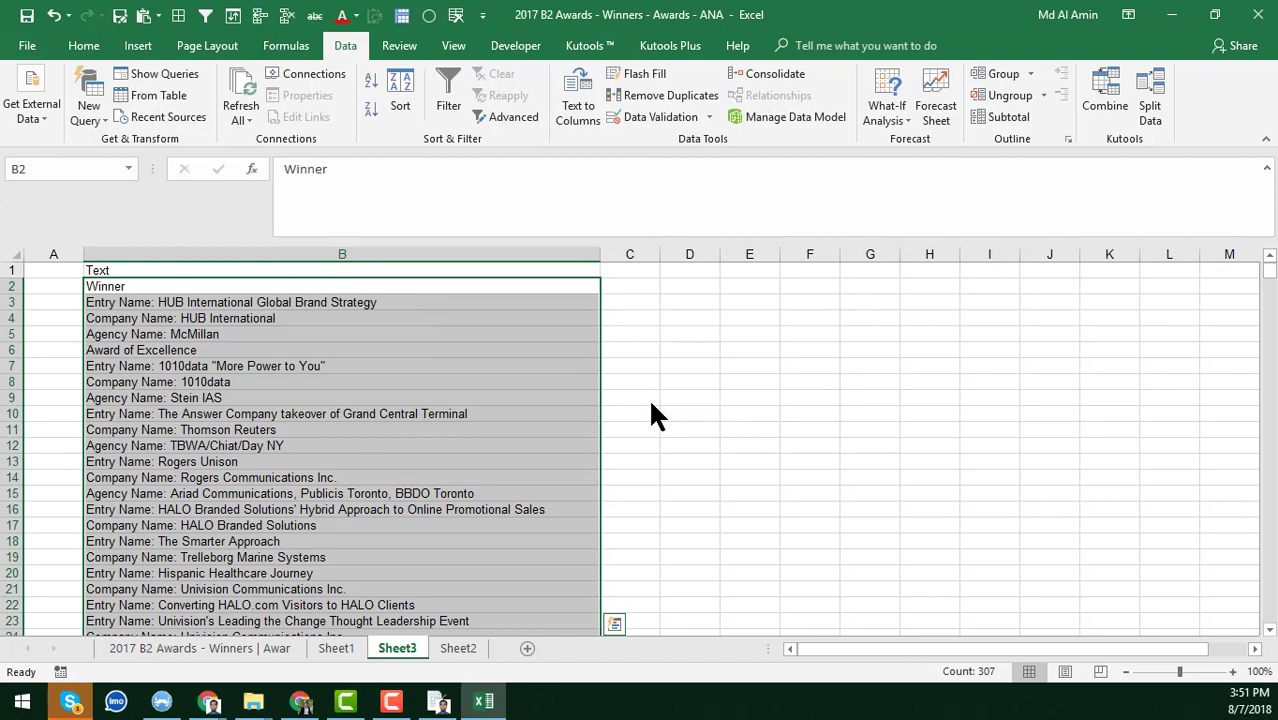 2017 B2 Awards - Winners - Awards - ANA - Excel
Md Al Amin
File Home Insert Page Layout Formulas Data Review View Developer Kutools ™ Kutools Plus Help Tell me what you want to do Share
Get External Data
New Query
Show Queries
From Table
Recent Sources
Get & Transform
Refresh All
Connections
Properties
Edit Links
Connections
Sort
Filter
Clear
Reapply
Advanced
Sort & Filter
Text to Columns
Flash Fill
Remove Duplicates
Data Validation
Consolidate
Relationships
Manage Data Model
Data Tools
What-If Analysis
Forecast Sheet
Forecast
Group
Ungroup
Subtotal
Outline
Combine
Split Data
Kutools
B2
fx
Winner
A B C D E F G H I J K L M
1 Text
2 Winner
3 Entry Name: HUB International Global Brand Strategy
4 Company Name: HUB International
5 Agency Name: McMillan
6 Award of Excellence
7 Entry Name: 1010data "More Power to You"
8 Company Name: 1010data
9 Agency Name: Stein IAS
10 Entry Name: The Answer Company takeover of Grand Central Terminal
11 Company Name: Thomson Reuters
12 Agency Name: TBWA/Chiat/Day NY
13 Entry Name: Rogers Unison
14 Company Name: Rogers Communications Inc.
15 Agency Name: Ariad Communications, Publicis Toronto, BBDO Toronto
16 Entry Name: HALO Branded Solutions' Hybrid Approach to Online Promotional Sales
17 Company Name: HALO Branded Solutions
18 Entry Name: The Smarter Approach
19 Company Name: Trelleborg Marine Systems
20 Entry Name: Hispanic Healthcare Journey
21 Company Name: Univision Communications Inc.
22 Entry Name: Converting HALO.com Visitors to HALO Clients
23 Entry Name: Univision's Leading the Change Thought Leadership Event
2017 B2 Awards - Winners | Awar Sheet1 Sheet3 Sheet2
Ready
Count: 307
100%
3:51 PM
8/7/2018